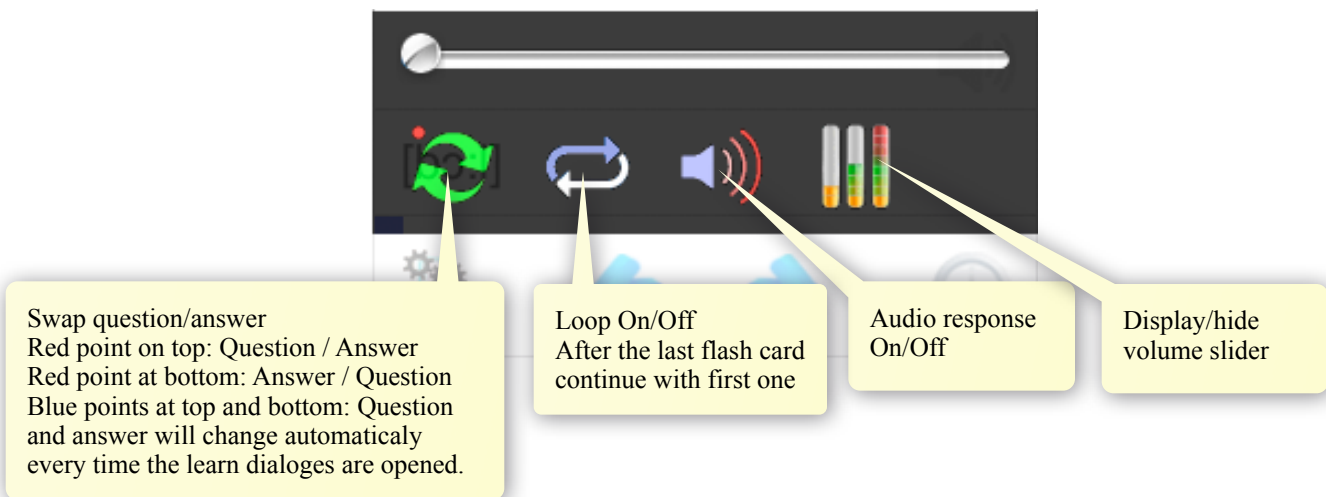 Swap question/answer
Red point on top: Question / Answer
Red point at bottom: Answer / Question
Blue points at top and bottom: Question
and answer will change automaticaly
every time the learn dialoges are opened.
Loop On/Off
After the last flash card
continue with first one
Audio response
On/Off
Display/hide
volume slider